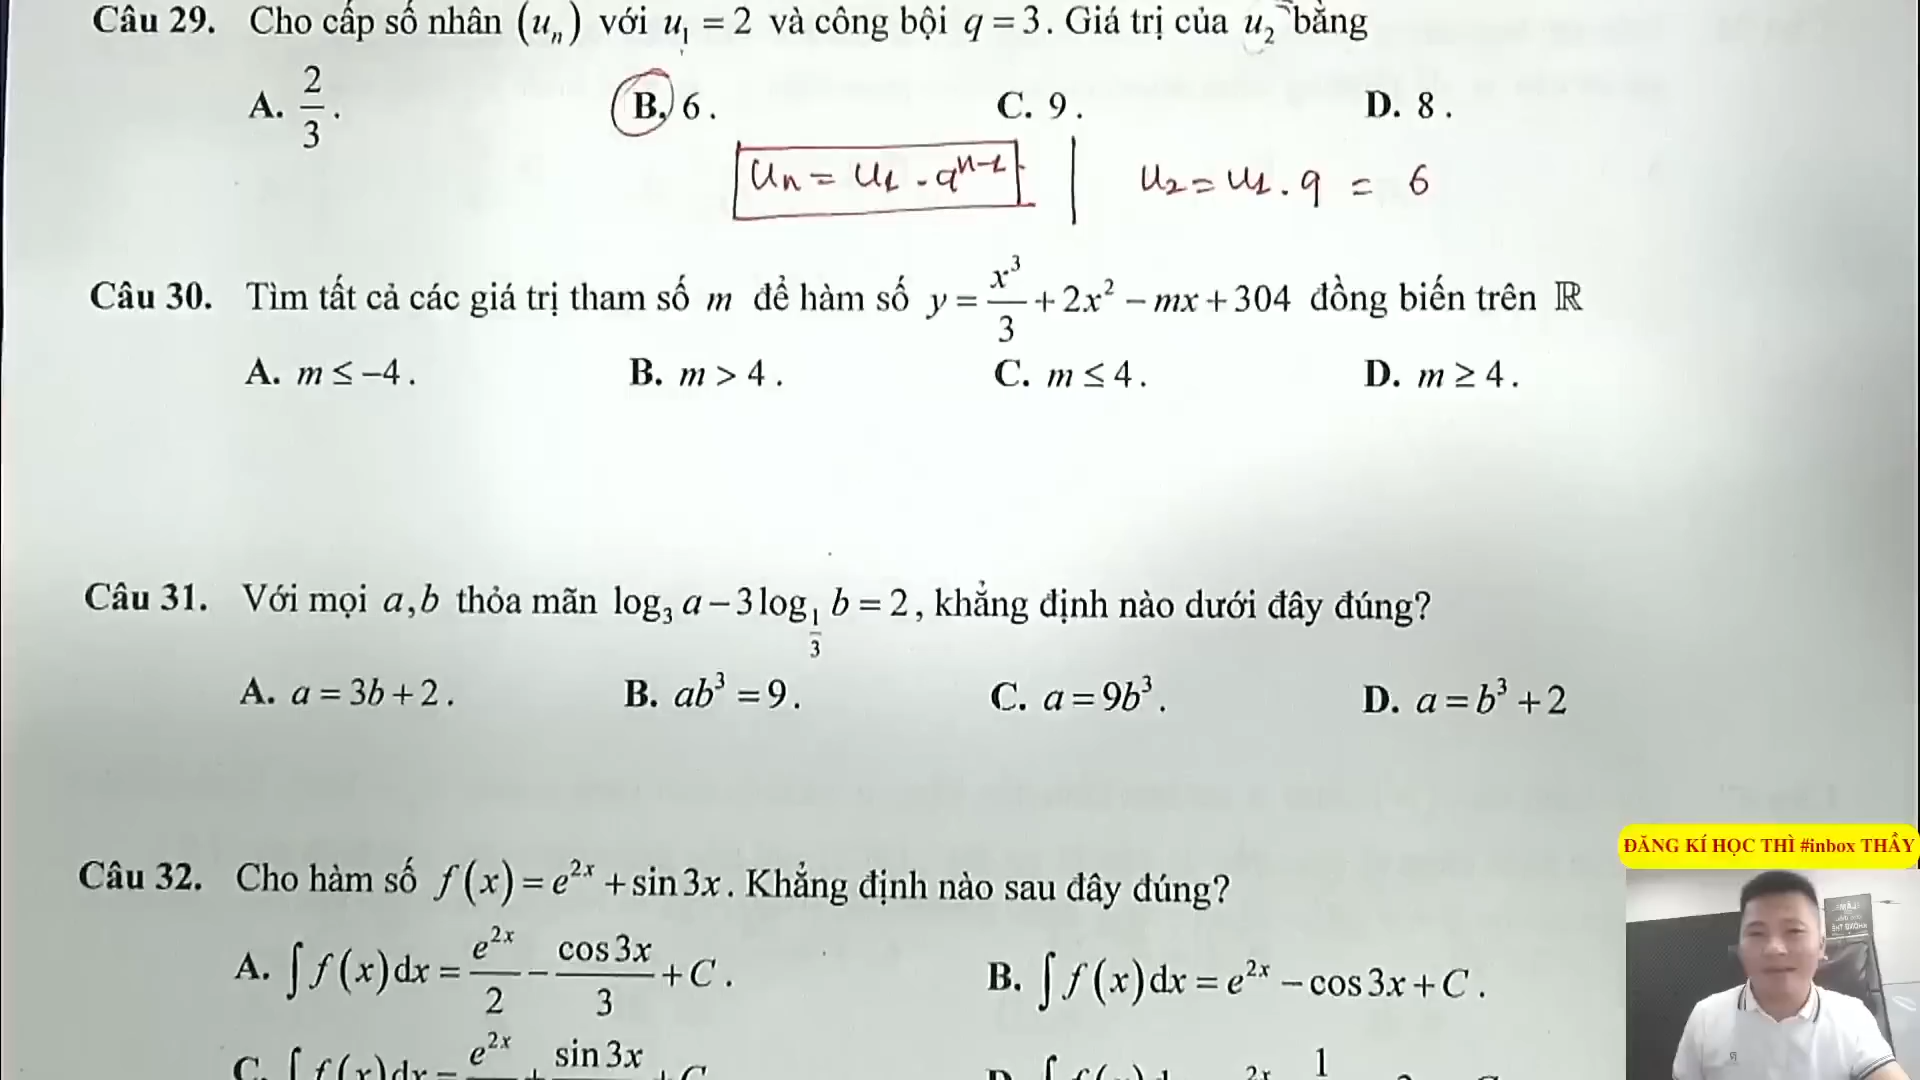 Câu 29. Cho cấp số nhân (uₙ) với u₁ = 2 và công bội q = 3. Giá trị của u₂ bằng
A. 2/3. B. 6. C. 9. D. 8.
uₙ = u₁ . qⁿ⁻¹ | u₂ = u₁ . q = 6
Câu 30. Tìm tất cả các giá trị tham số m để hàm số y = x³/3 + 2x² − mx + 304 đồng biến trên ℝ
A. m ≤ −4. B. m > 4. C. m ≤ 4. D. m ≥ 4.
Câu 31. Với mọi a,b thỏa mãn log₃ a − 3log_{1/3} b = 2, khẳng định nào dưới đây đúng?
A. a = 3b + 2. B. ab³ = 9. C. a = 9b³. D. a = b³ + 2
Câu 32. Cho hàm số f(x) = e²ˣ + sin3x. Khẳng định nào sau đây đúng?
A. ∫f(x)dx = e²ˣ/2 − cos3x/3 + C. B. ∫f(x)dx = e²ˣ − cos3x + C.
C. ∫f(x)dx = e²ˣ + sin3x + C
ĐĂNG KÍ HỌC THÌ #inbox THẦY